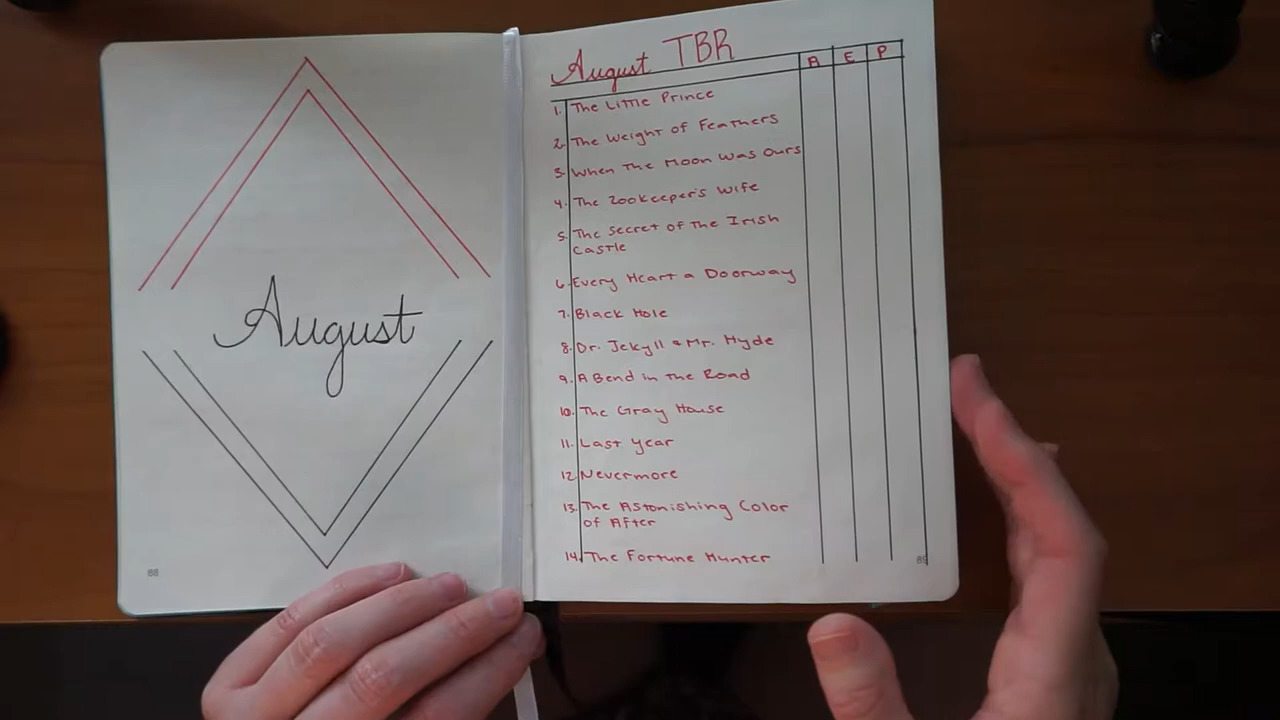 August
88
August TBR
A E P
1. The Little Prince
2. The Weight of Feathers
3. When The Moon Was Ours
4. The Zookeeper's Wife
5. The Secret of The Irish
Castle
6. Every Heart a Doorway
7. Black Hole
8. Dr. Jekyll & Mr. Hyde
9. A Bend in The Road
10. The Gray House
11. Last Year
12. Nevermore
13. The Astonishing Color
of After
14. The Fortune Hunter
89